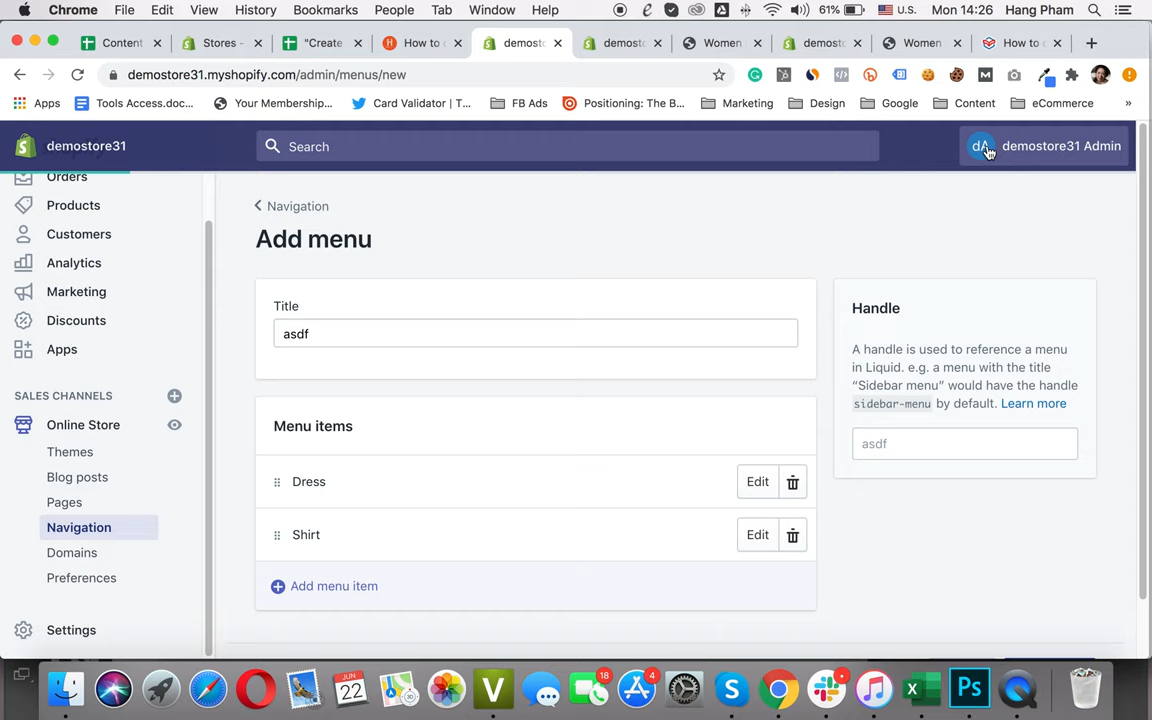 Chrome File Edit View History Bookmarks People Tab Window Help 61% U.S. Mon 14:26 Hang Pham
Content Stores - "Create How to demost demost Women demost Women How to
demostore31.myshopify.com/admin/menus/new
Apps Tools Access.doc... Your Membership... Card Validator | T... FB Ads Positioning: The B... Marketing Design Google Content eCommerce »
demostore31 Search dA demostore31 Admin
Orders
Products
Customers
Analytics
Marketing
Discounts
Apps
SALES CHANNELS
Online Store
Themes
Blog posts
Pages
Navigation
Domains
Preferences
Settings
Navigation
Add menu
Title
asdf
Menu items
Dress Edit
Shirt Edit
Add menu item
Handle
A handle is used to reference a menu
in Liquid. e.g. a menu with the title
“Sidebar menu” would have the handle
sidebar-menu by default. Learn more
asdf
JUN
22
18
4
Ps